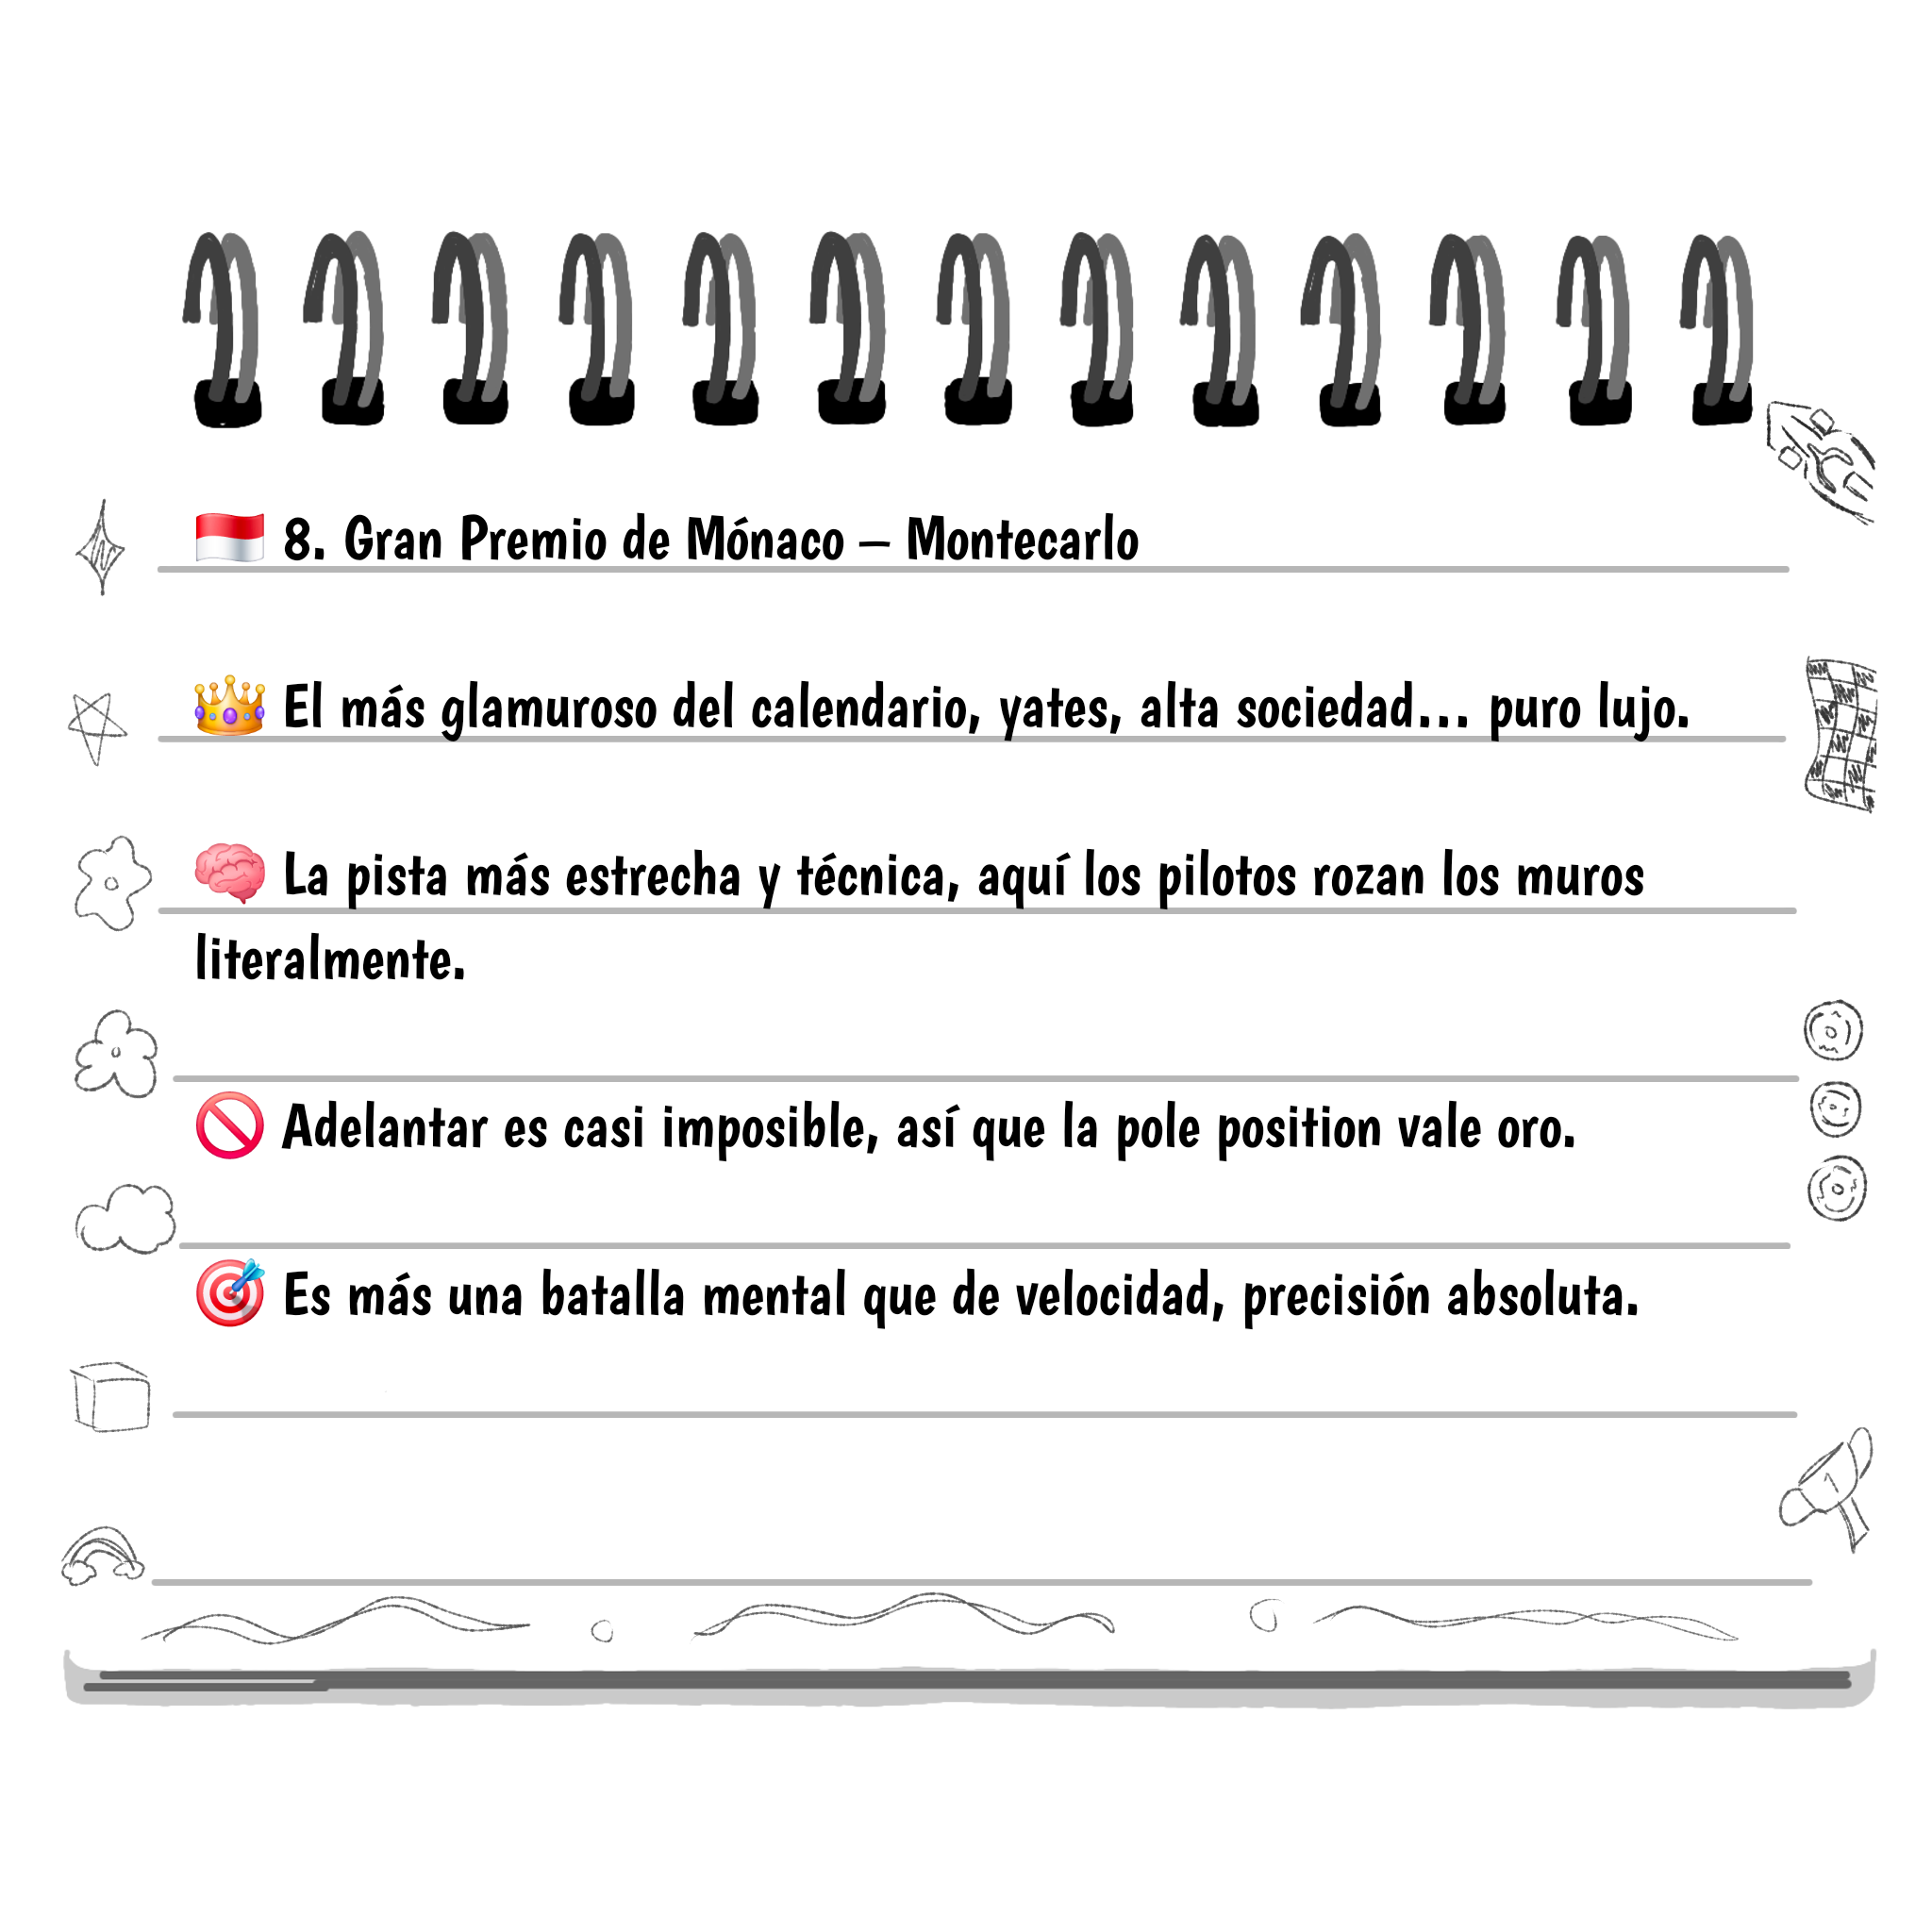 🇲🇨 8. Gran Premio de Mónaco – Montecarlo
👑 El más glamuroso del calendario, yates, alta sociedad... puro lujo.
🧠 La pista más estrecha y técnica, aquí los pilotos rozan los muros
literalmente.
🚫 Adelantar es casi imposible, así que la pole position vale oro.
🎯 Es más una batalla mental que de velocidad, precisión absoluta.